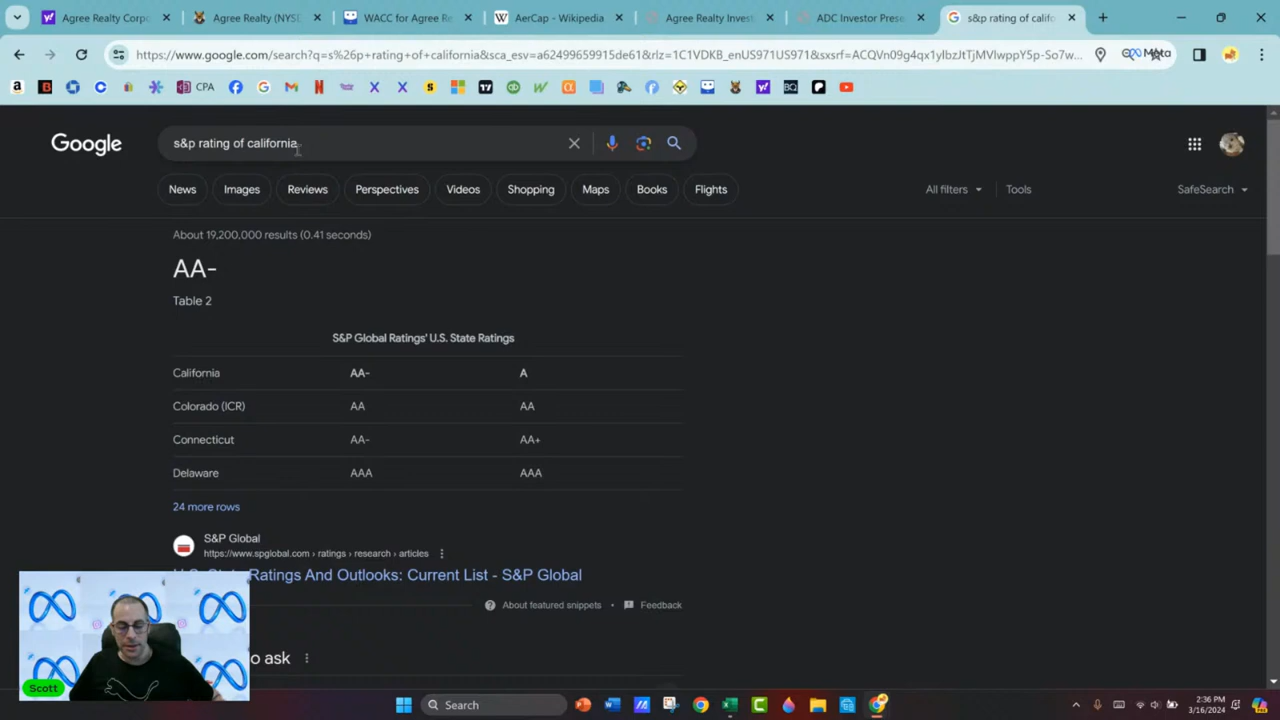 Agree Realty Corpo
Agree Realty (NYSE
WACC for Agree Re
AerCap - Wikipedia
Agree Realty Invest
ADC Investor Prese
s&p rating of califo
https://www.google.com/search?q=s%26p+rating+of+california&sca_esv=a62499659915de61&rlz=1C1VDKB_enUS971US971&sxsrf=ACQVn09g4qx1yIbzJtTjMVIwppY5p-So7w...
Meta
CPA
Google
s&p rating of california
News
Images
Reviews
Perspectives
Videos
Shopping
Maps
Books
Flights
All filters
Tools
SafeSearch
About 19,200,000 results (0.41 seconds)
AA-
Table 2
S&P Global Ratings' U.S. State Ratings
California AA- A
Colorado (ICR) AA AA
Connecticut AA- AA+
Delaware AAA AAA
24 more rows
S&P Global
https://www.spglobal.com › ratings › research › articles
Ratings And Outlooks: Current List - S&P Global
About featured snippets
Feedback
o ask
Scott
Search
2:36 PM
3/16/2024